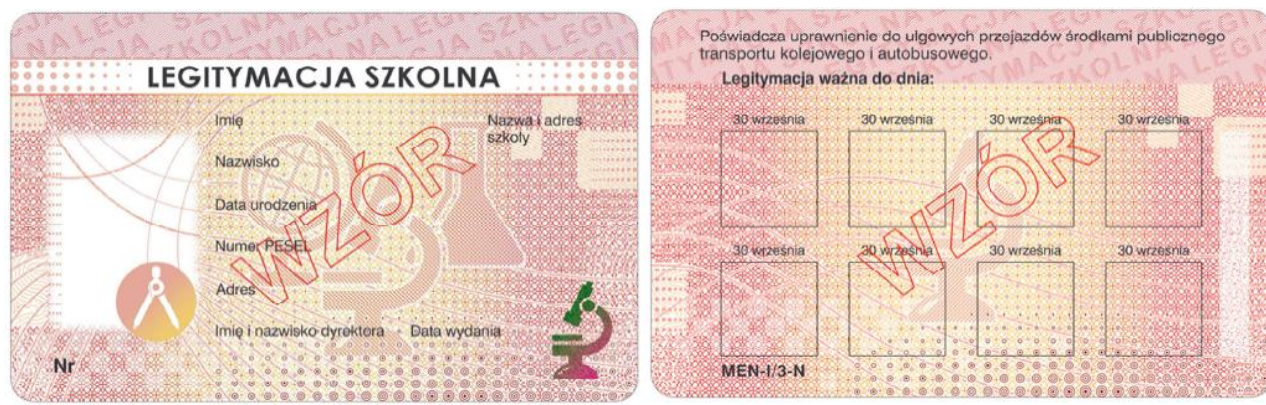 LEGITYMACJA SZKOLNA
Imię
Nazwa i adres
szkoły
Nazwisko
Data urodzenia
Numer PESEL
Adres
Imię i nazwisko dyrektora
Data wydania
Nr
WZÓR
Poświadcza uprawnienie do ulgowych przejazdów środkami publicznego
transportu kolejowego i autobusowego.
Legitymacja ważna do dnia:
30 września 30 września 30 września 30 września
30 września 30 września 30 września 30 września
WZÓR
MEN-I/3-N